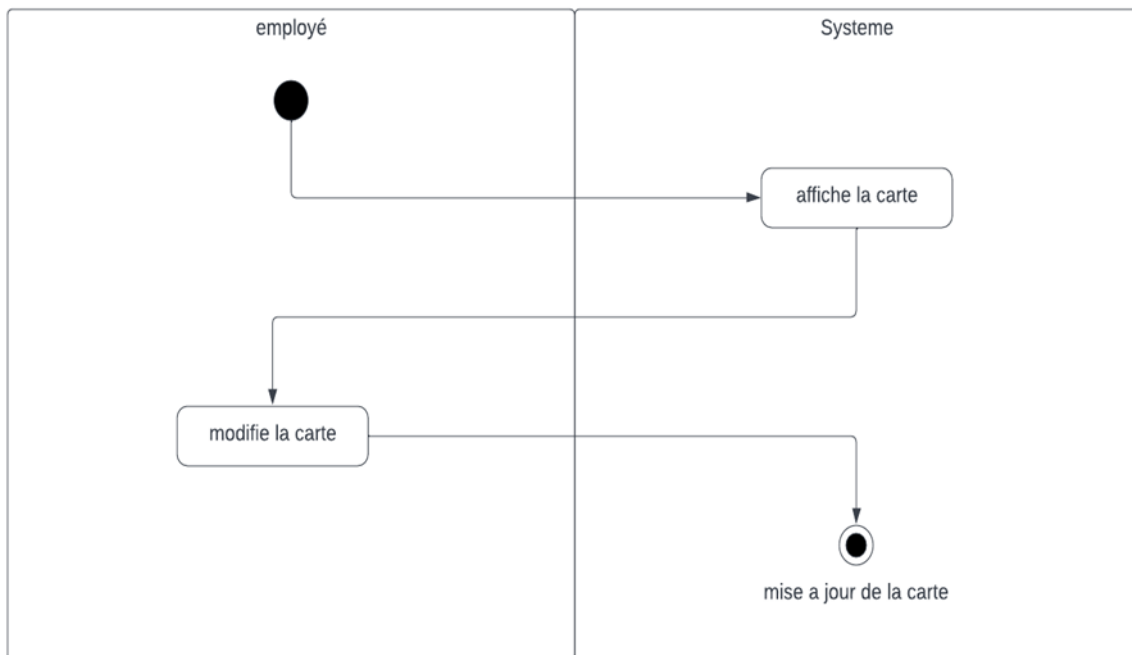 employé
Systeme
affiche la carte
modifie la carte
mise a jour de la carte